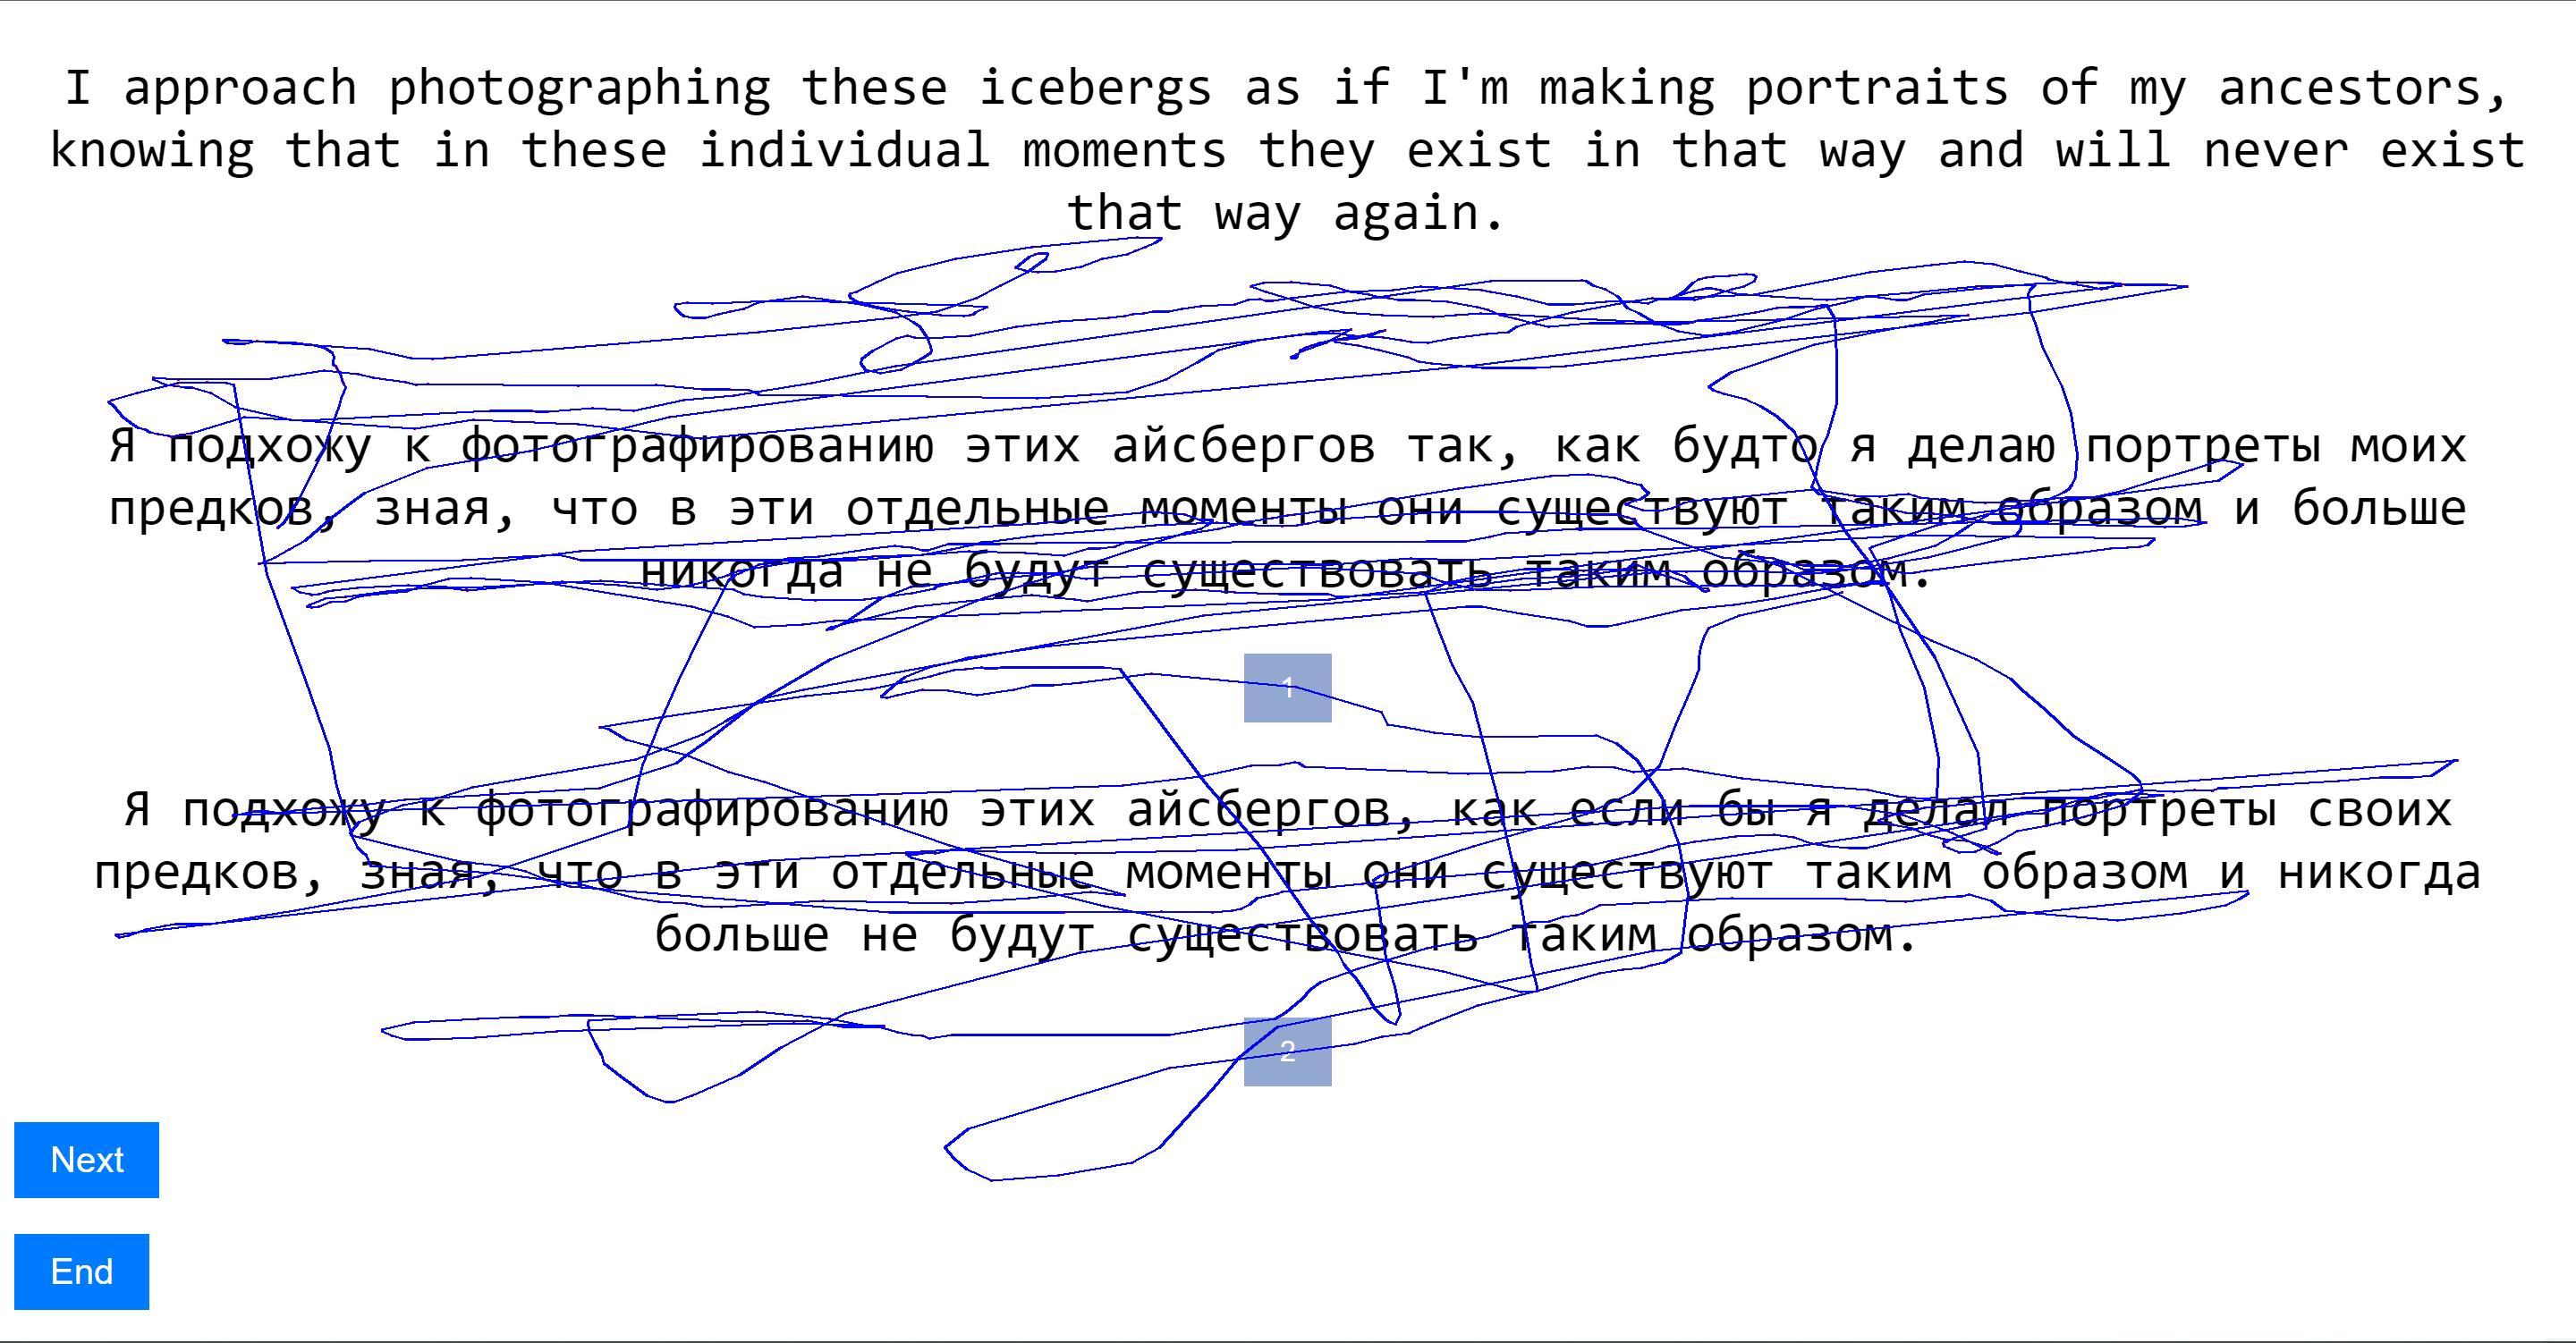 I approach photographing these icebergs as if I'm making portraits of my ancestors,
knowing that in these individual moments they exist in that way and will never exist
that way again.
Я подхожу к фотографированию этих айсбергов так, как будто я делаю портреты моих
предков, зная, что в эти отдельные моменты они существуют таким образом и больше
никогда не будут существовать таким образом.
1
Я подхожу к фотографированию этих айсбергов, как если бы я делал портреты своих
предков, зная, что в эти отдельные моменты они существуют таким образом и никогда
больше не будут существовать таким образом.
2
Next
End